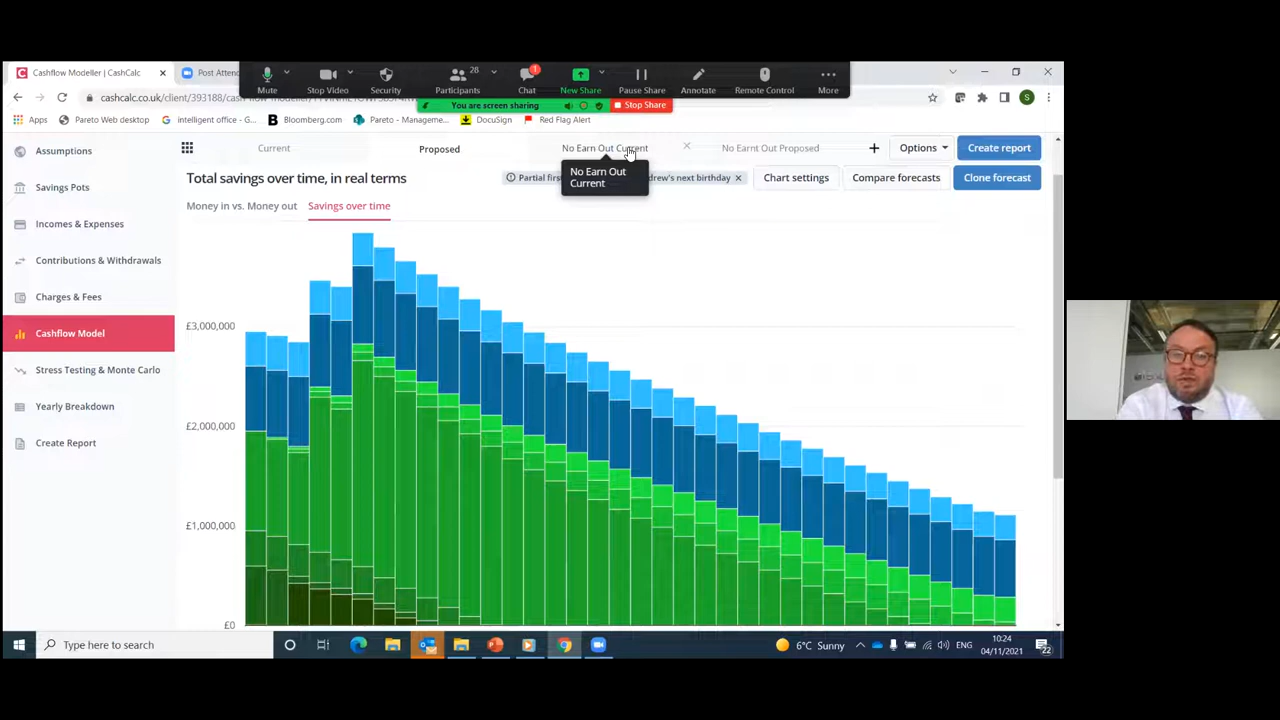 Cashflow Modeller | CashCalc
Post Attend
28
1
Mute
Stop Video
Security
Participants
Chat
New Share
Pause Share
Annotate
Remote Control
More
cashcalc.co.uk/client/393188/
You are screen sharing
Stop Share
S
Apps
Pareto Web desktop
intelligent office - G...
Bloomberg.com
Pareto - Manageme...
DocuSign
Red Flag Alert
Assumptions
Savings Pots
Incomes & Expenses
Contributions & Withdrawals
Charges & Fees
Cashflow Model
Stress Testing & Monte Carlo
Yearly Breakdown
Create Report
Current
Proposed
No Earn Out Current
No Earnt Out Proposed
+
Options
Create report
No Earn Out
Current
Total savings over time, in real terms
Partial firs
drew's next birthday
Chart settings
Compare forecasts
Clone forecast
Money in vs. Money out
Savings over time
£3,000,000
£2,000,000
£1,000,000
£0
Type here to search
6°C Sunny
ENG
10:24
04/11/2021
22